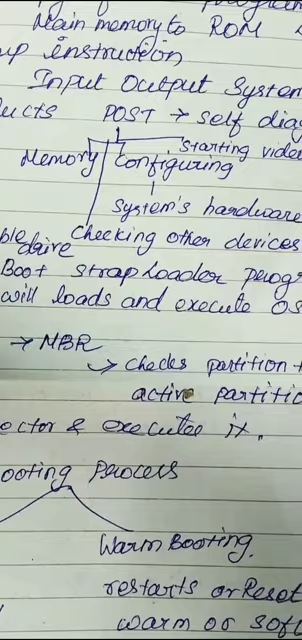 Main memory to ROM
up instruction
Input Output System
ducts POST → self diag
Memory Configuring Starting video
System's hardware
ble drive Checking other devices
Boot strap Loader progr
will loads and execute OS
→ MBR
→ checks partition t
active partitio
ector & executes it.
ooting Process
Warm Booting.
restarts or Reset
warm or soft